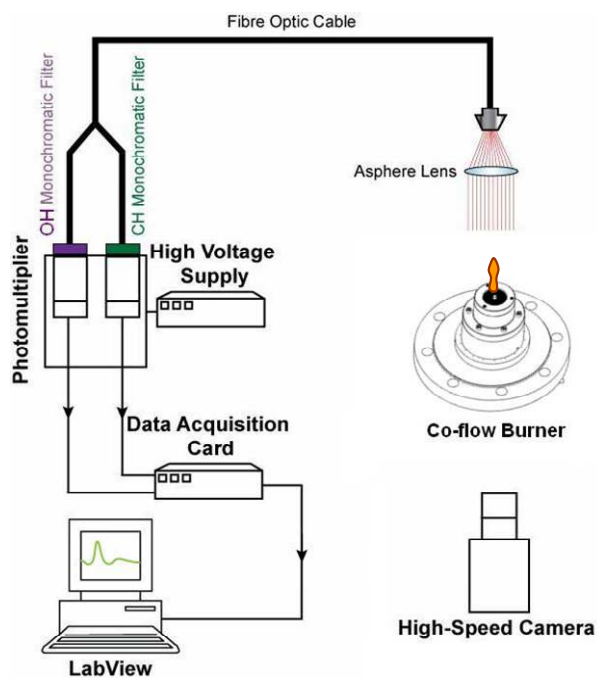 Fibre Optic Cable
OH Monochromatic Filter
CH Monochromatic Filter
Asphere Lens
Photomultiplier
High Voltage
Supply
Co-flow Burner
Data Acquisition
Card
High-Speed Camera
LabView